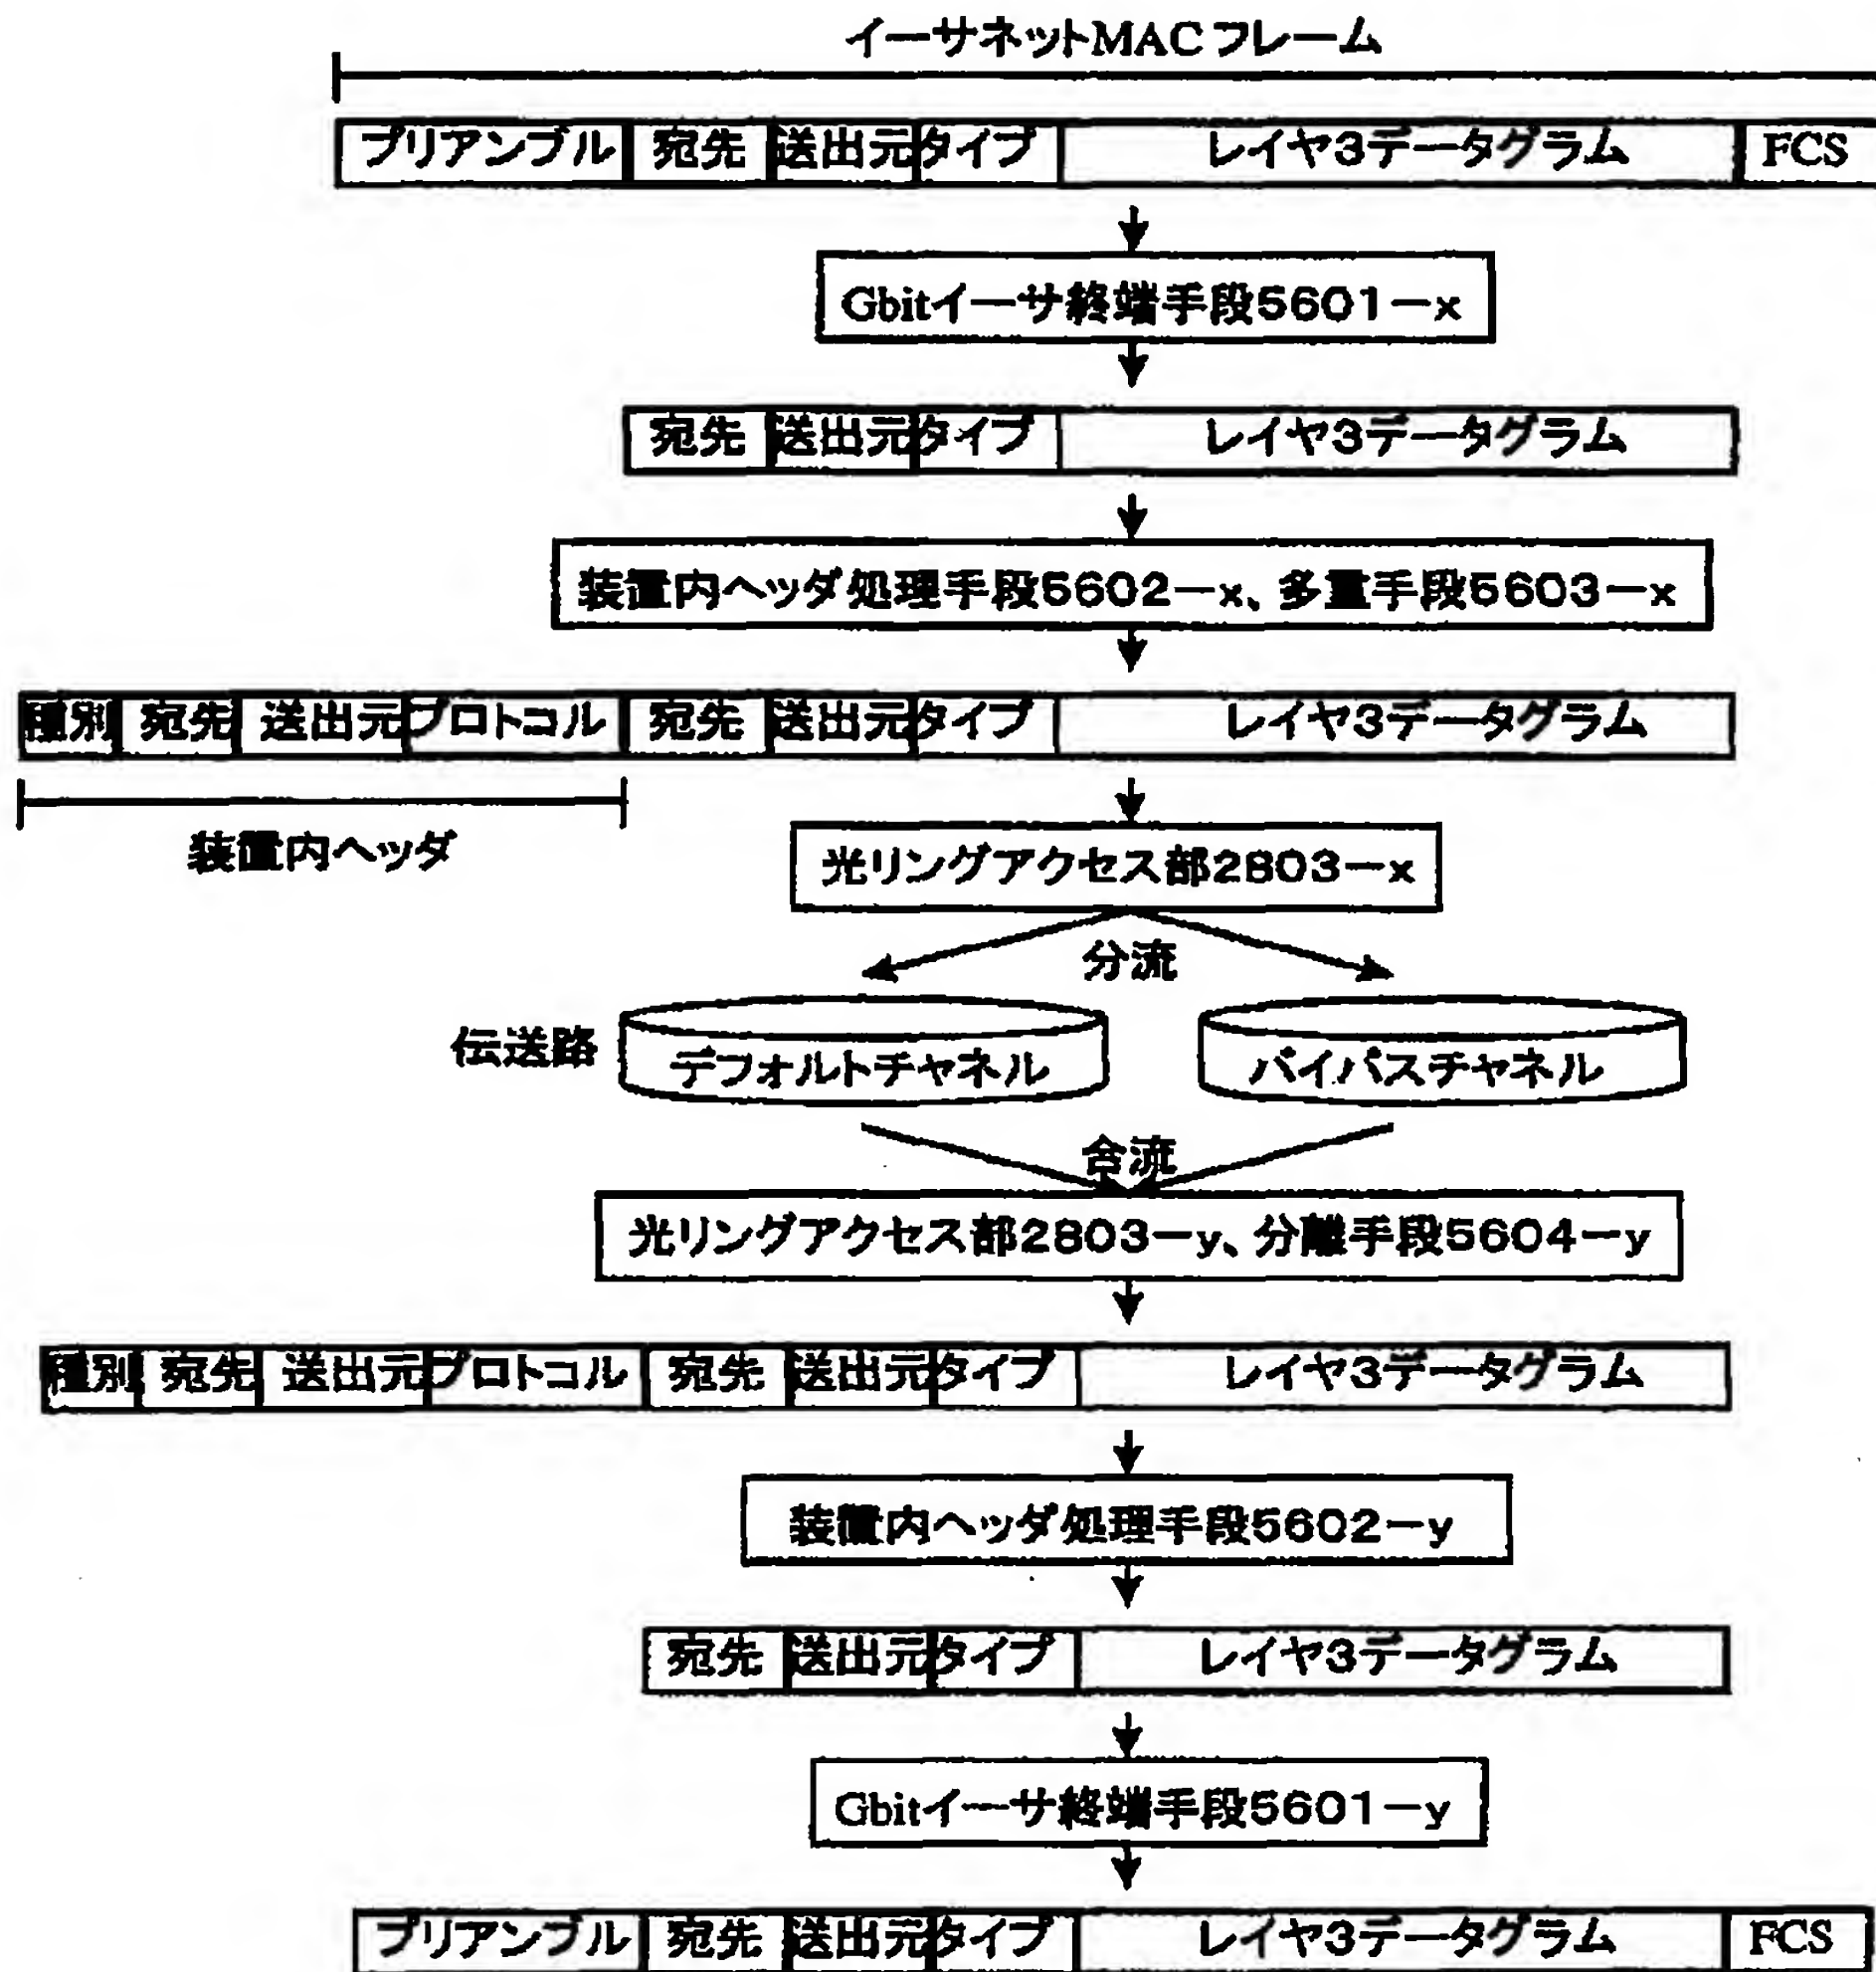 イーサネットMACフレーム
プリアンブル 宛先 送出元 タイプ レイヤ3データグラム FCS
Gbitイーサ終端手段5601-x
宛先 送出元 タイプ レイヤ3データグラム
装置内ヘッダ処理手段5602-x、多重手段5603-x
種別 宛先 送出元 プロトコル 宛先 送出元 タイプ レイヤ3データグラム
装置内ヘッダ
光リングアクセス部2803-x
分流
伝送路 デフォルトチャネル バイパスチャネル
合流
光リングアクセス部2803-y、分離手段5604-y
種別 宛先 送出元 プロトコル 宛先 送出元 タイプ レイヤ3データグラム
装置内ヘッダ処理手段5602-y
宛先 送出元 タイプ レイヤ3データグラム
Gbitイーサ終端手段5601-y
プリアンブル 宛先 送出元 タイプ レイヤ3データグラム FCS